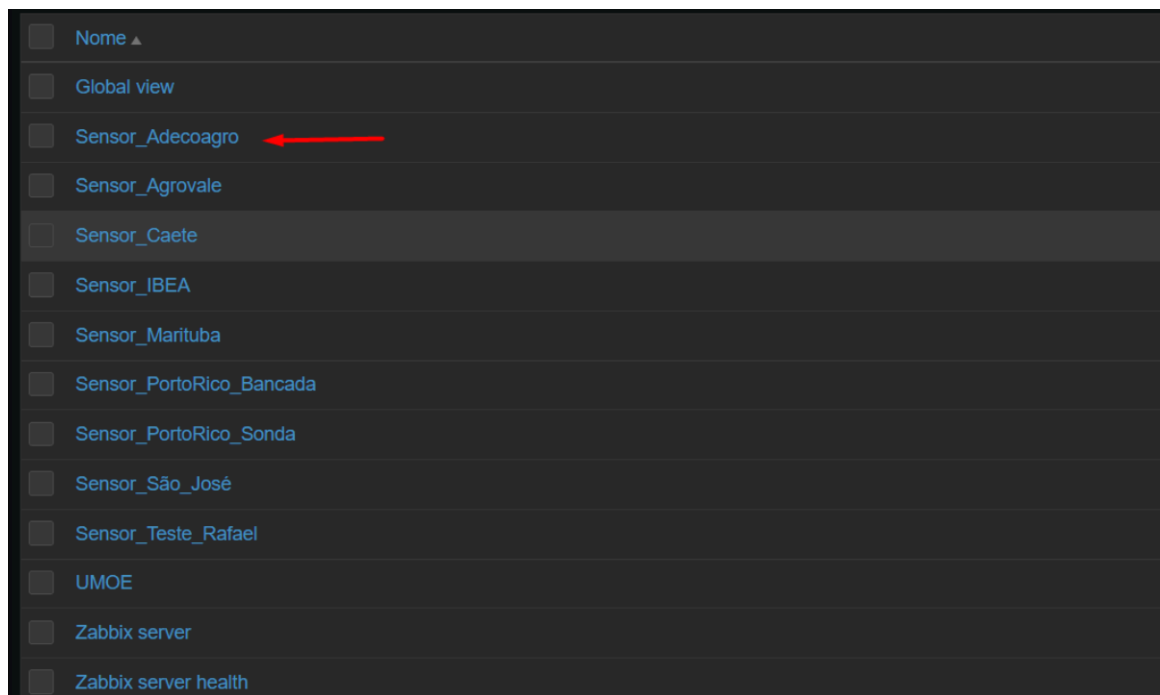 Nome
Global view
Sensor_Adecoagro
Sensor_Agrovale
Sensor_Caete
Sensor_IBEA
Sensor_Marituba
Sensor_PortoRico_Bancada
Sensor_PortoRico_Sonda
Sensor_São_José
Sensor_Teste_Rafael
UMOE
Zabbix server
Zabbix server health